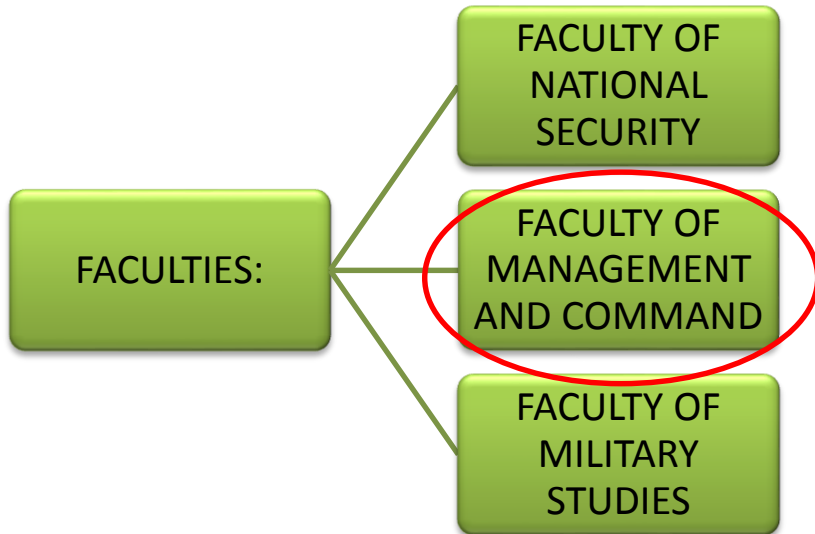 FACULTIES:
FACULTY OF
NATIONAL
SECURITY
FACULTY OF
MANAGEMENT
AND COMMAND
FACULTY OF
MILITARY
STUDIES